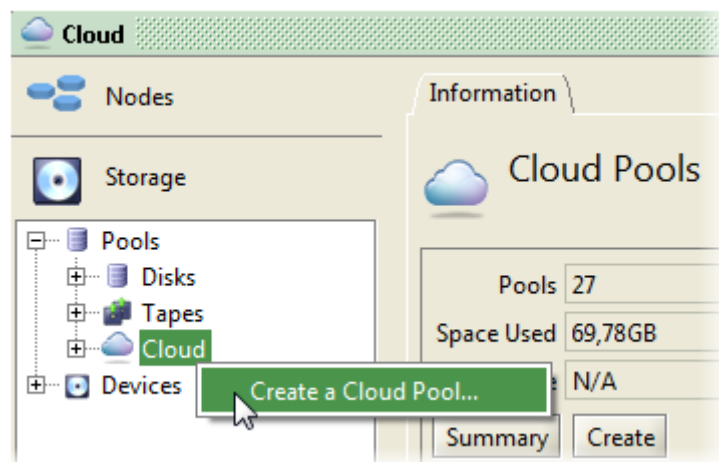 Cloud
Nodes
Storage
Pools
Disks
Tapes
Cloud
Devices
Create a Cloud Pool...
Information
Cloud Pools
Pools 27
Space Used 69,78GB
N/A
Summary Create